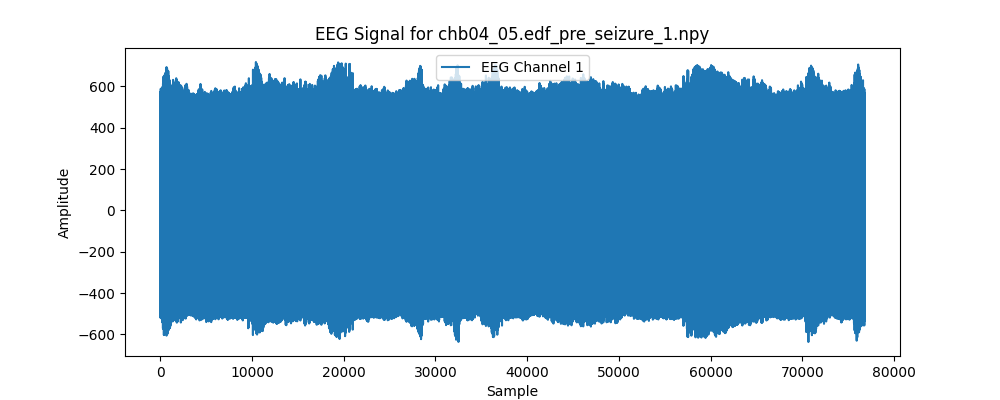 EEG Signal for chb04_05.edf_pre_seizure_1.npy
EEG Channel 1
Amplitude
600
400
200
0
−200
−400
−600
0 10000 20000 30000 40000 50000 60000 70000 80000
Sample